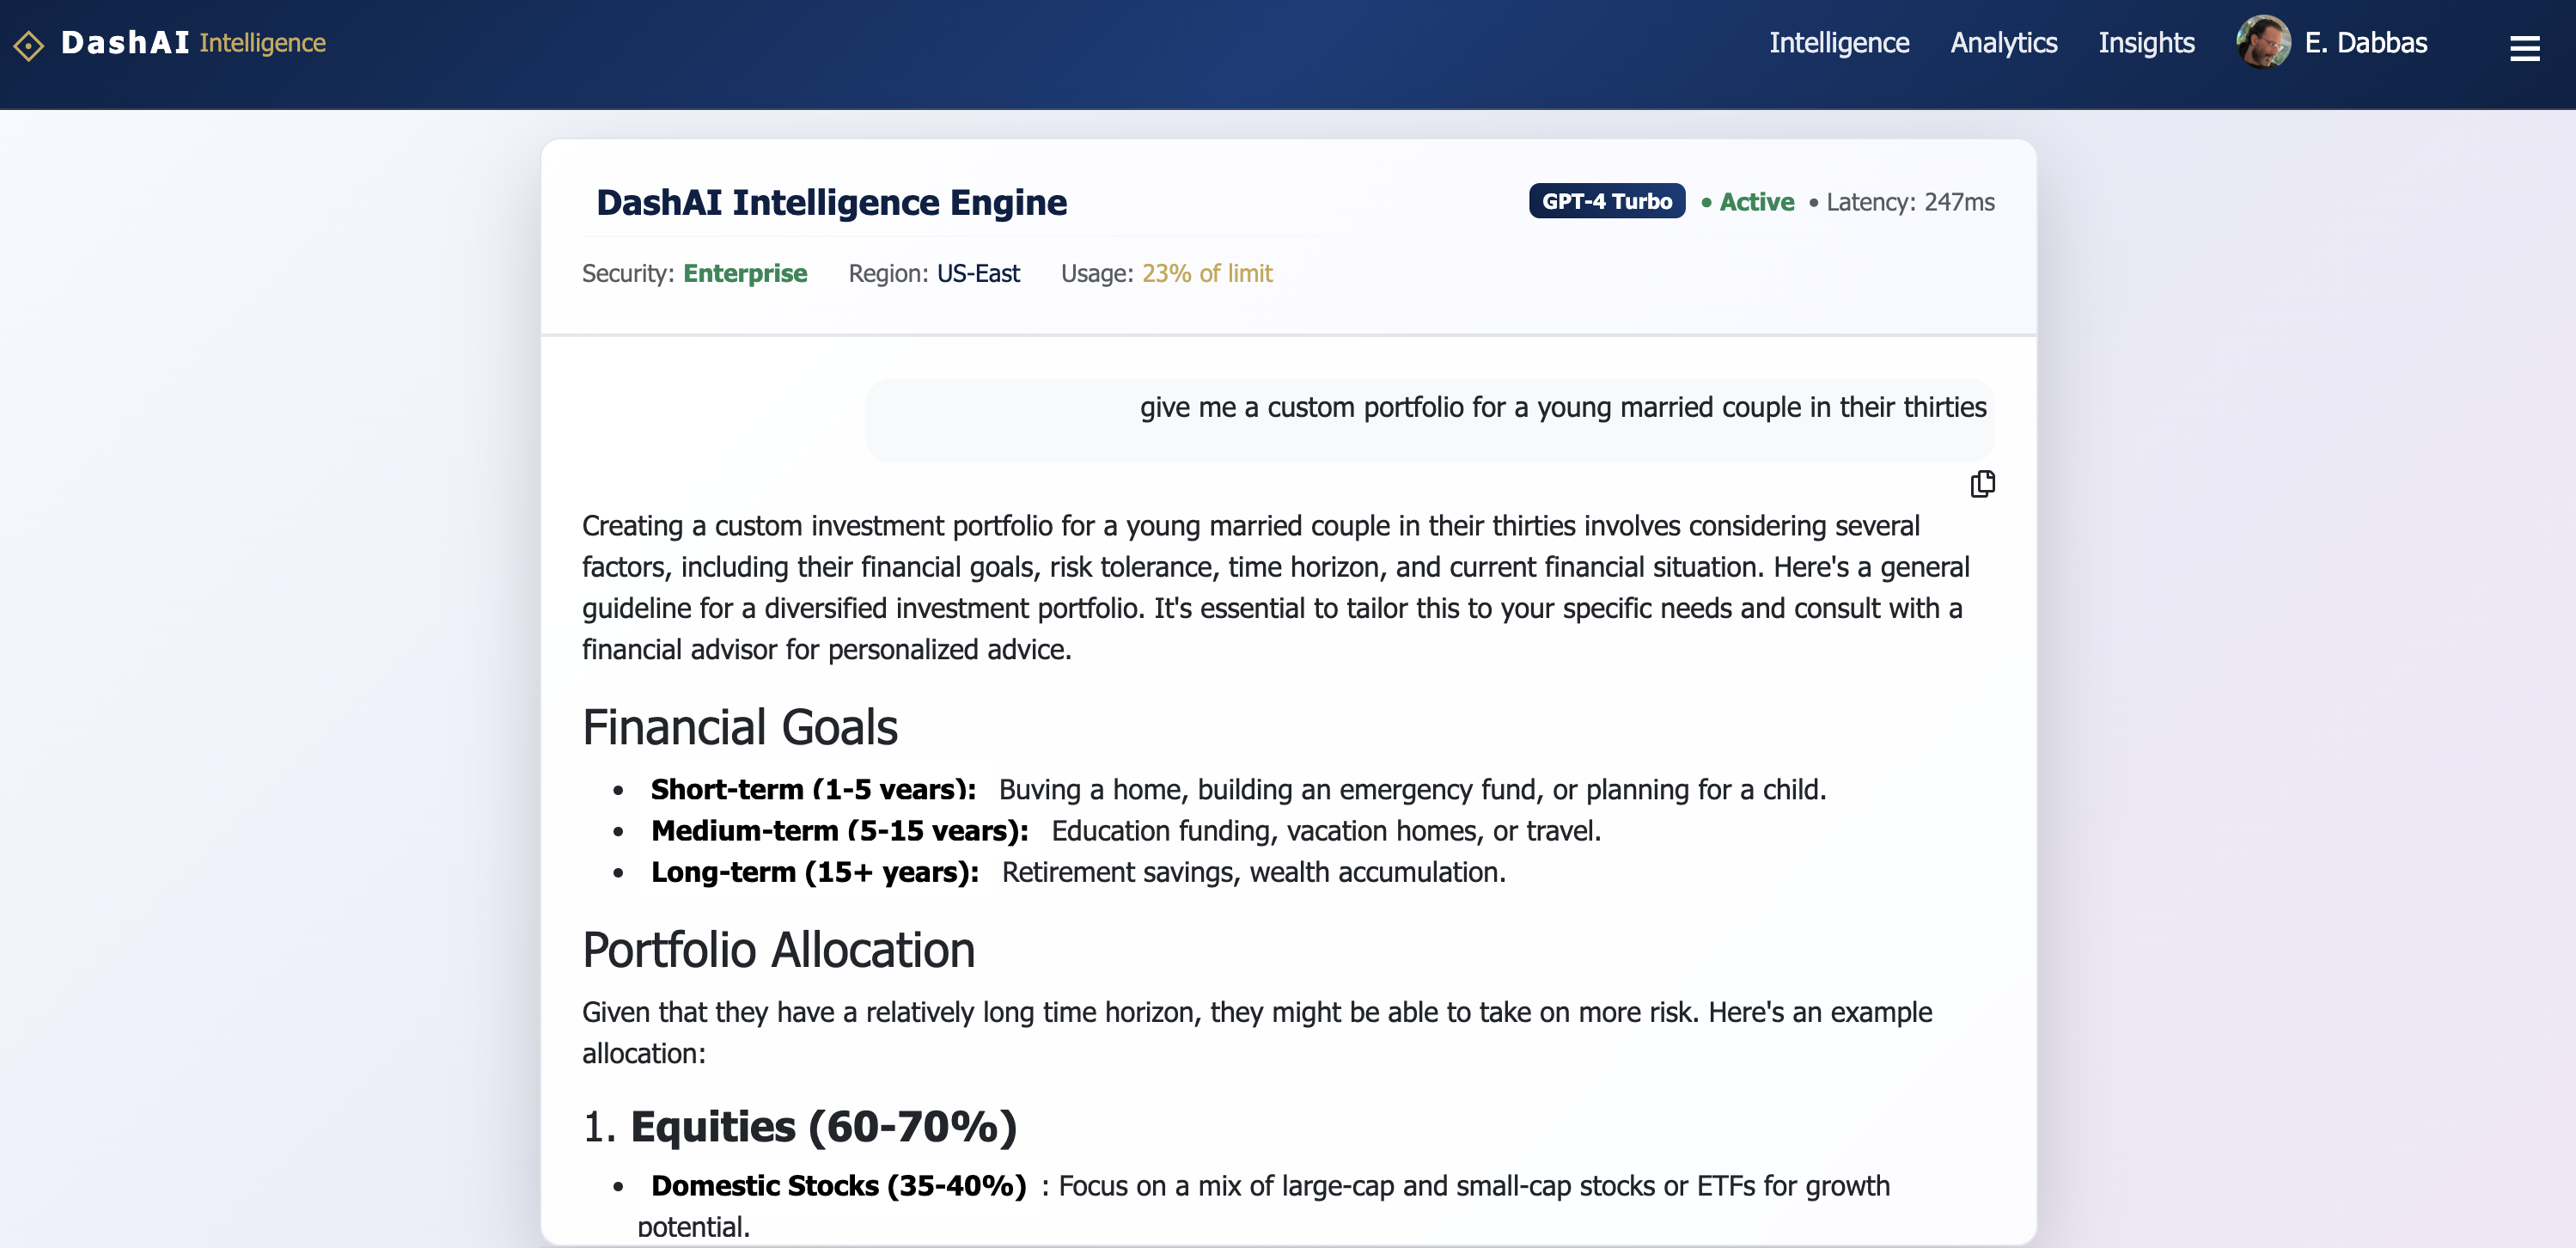 DashAI Intelligence
Intelligence Analytics Insights E. Dabbas
DashAI Intelligence Engine
GPT-4 Turbo • Active • Latency: 247ms
Security: Enterprise Region: US-East Usage: 23% of limit
give me a custom portfolio for a young married couple in their thirties
Creating a custom investment portfolio for a young married couple in their thirties involves considering several
factors, including their financial goals, risk tolerance, time horizon, and current financial situation. Here's a general
guideline for a diversified investment portfolio. It's essential to tailor this to your specific needs and consult with a
financial advisor for personalized advice.
Financial Goals
• Short-term (1-5 years): Buying a home, building an emergency fund, or planning for a child.
• Medium-term (5-15 years): Education funding, vacation homes, or travel.
• Long-term (15+ years): Retirement savings, wealth accumulation.
Portfolio Allocation
Given that they have a relatively long time horizon, they might be able to take on more risk. Here's an example
allocation:
1. Equities (60-70%)
• Domestic Stocks (35-40%) : Focus on a mix of large-cap and small-cap stocks or ETFs for growth
potential.